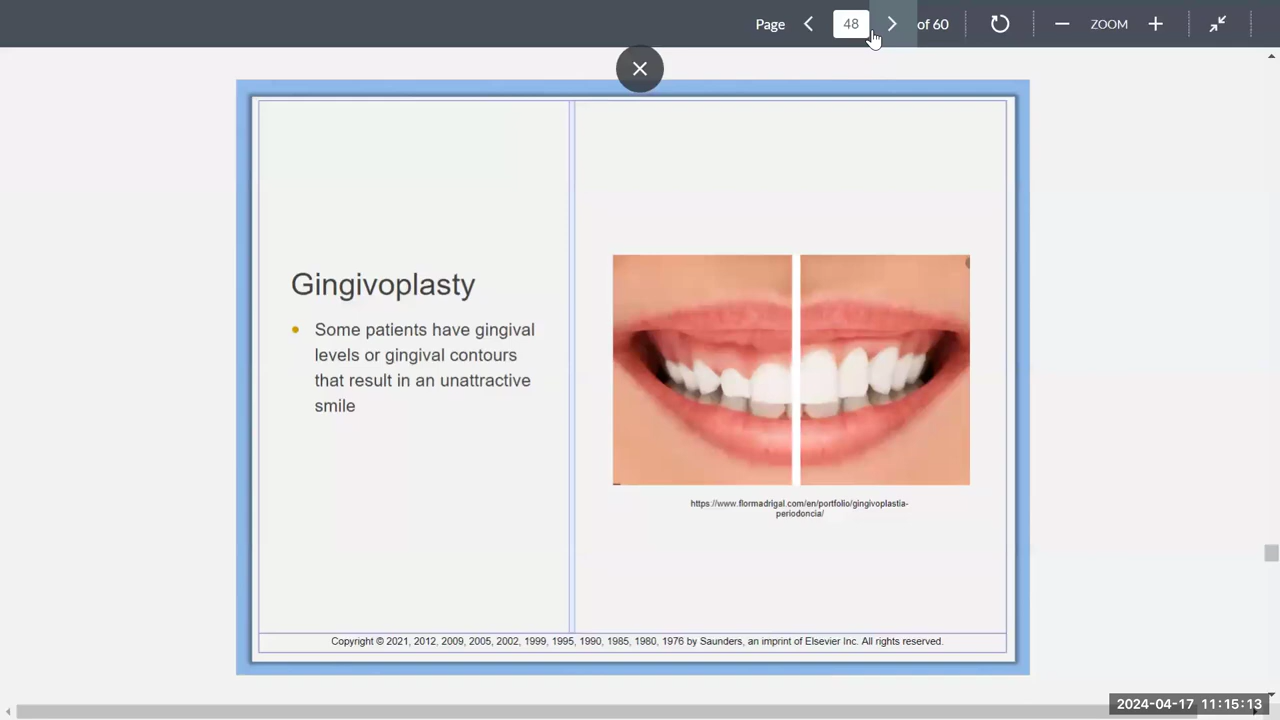 Page 48 of 60 ZOOM
Gingivoplasty
Some patients have gingival
levels or gingival contours
that result in an unattractive
smile
https://www.flormadrigal.com/en/portfolio/gingivoplastia-
periodoncia/
Copyright © 2021, 2012, 2009, 2005, 2002, 1999, 1995, 1990, 1985, 1980, 1976 by Saunders, an imprint of Elsevier Inc. All rights reserved.
2024-04-17 11:15:13